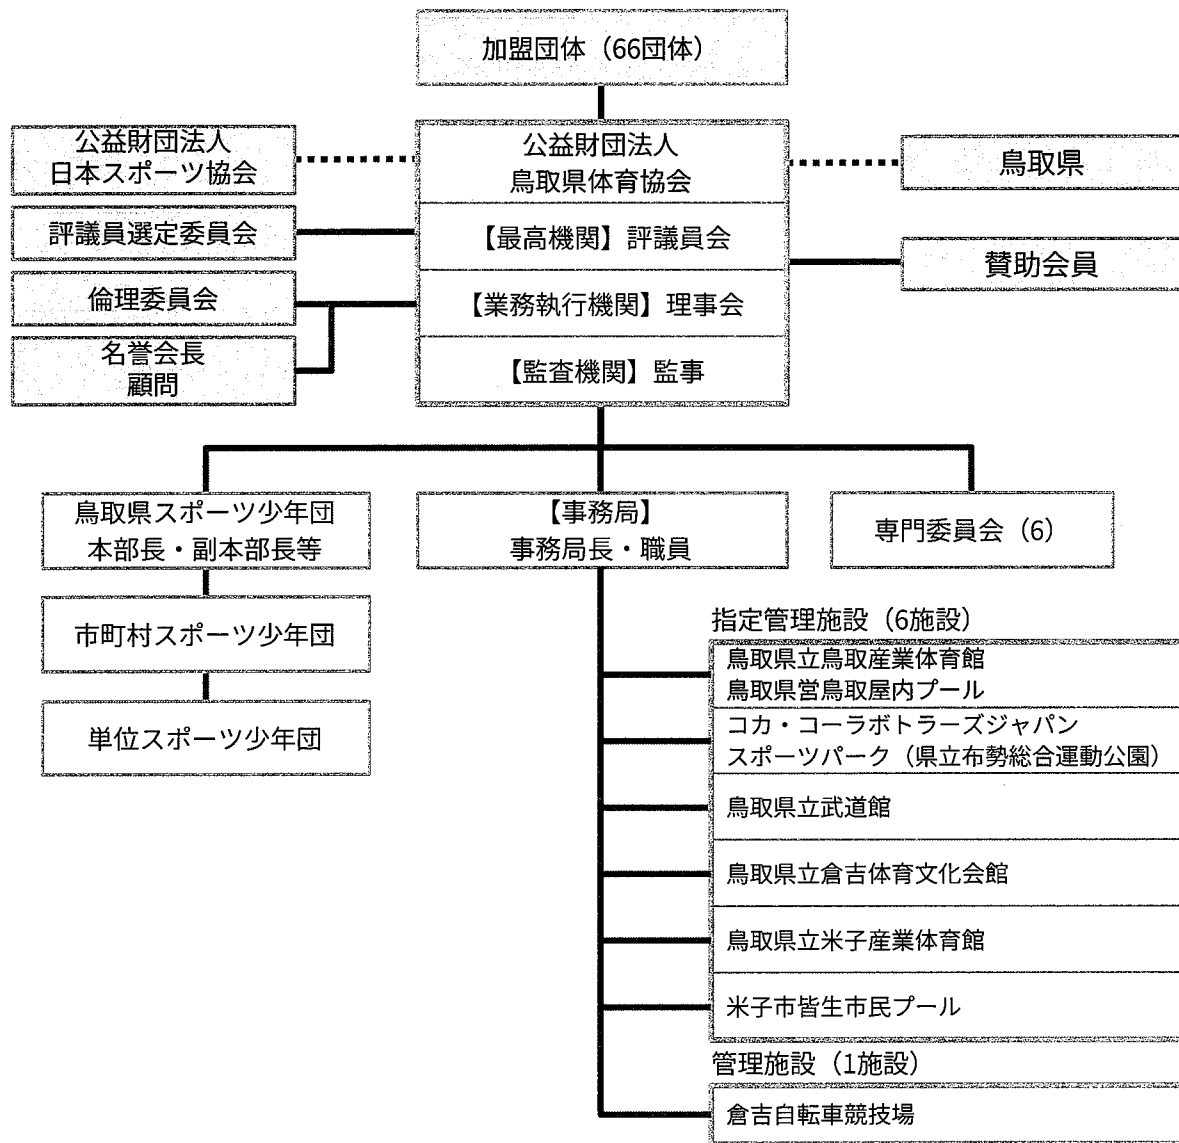 加盟団体（66団体）
公益財団法人
日本スポーツ協会
評議員選定委員会
倫理委員会
名誉会長
顧問
公益財団法人
鳥取県体育協会
【最高機関】評議員会
【業務執行機関】理事会
【監査機関】監事
鳥取県
賛助会員
鳥取県スポーツ少年団
本部長・副本部長等
市町村スポーツ少年団
単位スポーツ少年団
【事務局】
事務局長・職員
専門委員会（6）
指定管理施設（6施設）
鳥取県立鳥取産業体育館
鳥取県営鳥取屋内プール
コカ・コーラボトラーズジャパン
スポーツパーク（県立布勢総合運動公園）
鳥取県立武道館
鳥取県立倉吉体育文化会館
鳥取県立米子産業体育館
米子市皆生市民プール
管理施設（1施設）
倉吉自転車競技場